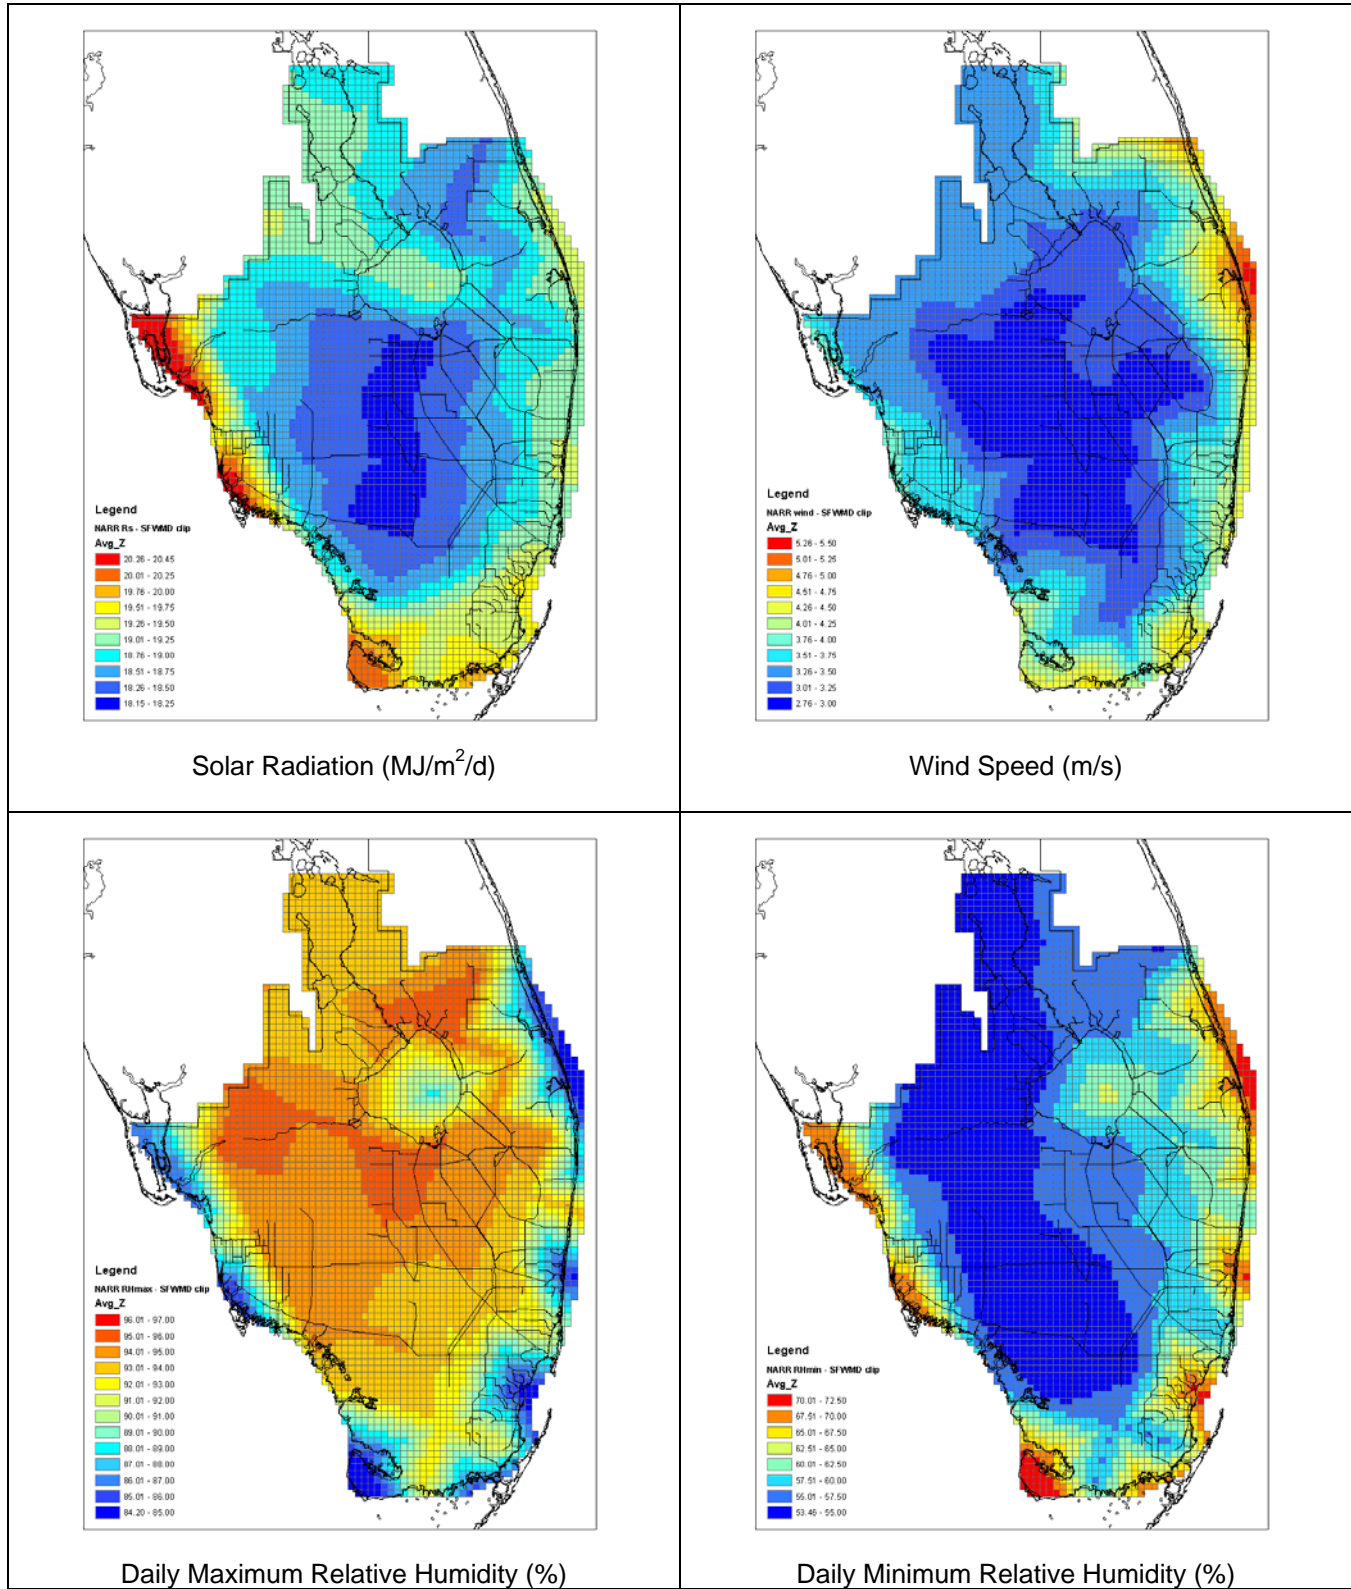 Legend
NARR Rs - SFWMD clip
Avg_Z
20.26 - 20.45
20.01 - 20.25
19.76 - 20.00
19.51 - 19.75
19.26 - 19.50
19.01 - 19.25
18.76 - 19.00
18.51 - 18.75
18.26 - 18.50
18.15 - 18.25
Solar Radiation (MJ/m²/d)
Legend
NARR wind - SFWMD clip
Avg_Z
5.26 - 5.50
5.01 - 5.25
4.76 - 5.00
4.51 - 4.75
4.26 - 4.50
4.01 - 4.25
3.76 - 4.00
3.51 - 3.75
3.26 - 3.50
3.01 - 3.25
2.76 - 3.00
Wind Speed (m/s)
Legend
NARR RHmax - SFWMD clip
Avg_Z
96.01 - 97.00
95.01 - 96.00
94.01 - 95.00
93.01 - 94.00
92.01 - 93.00
91.01 - 92.00
90.01 - 91.00
89.01 - 90.00
88.01 - 89.00
87.01 - 88.00
86.01 - 87.00
85.01 - 86.00
84.20 - 85.00
Daily Maximum Relative Humidity (%)
Legend
NARR RHmin - SFWMD clip
Avg_Z
70.01 - 72.50
67.51 - 70.00
65.01 - 67.50
62.51 - 65.00
60.01 - 62.50
57.51 - 60.00
55.01 - 57.50
53.46 - 55.00
Daily Minimum Relative Humidity (%)